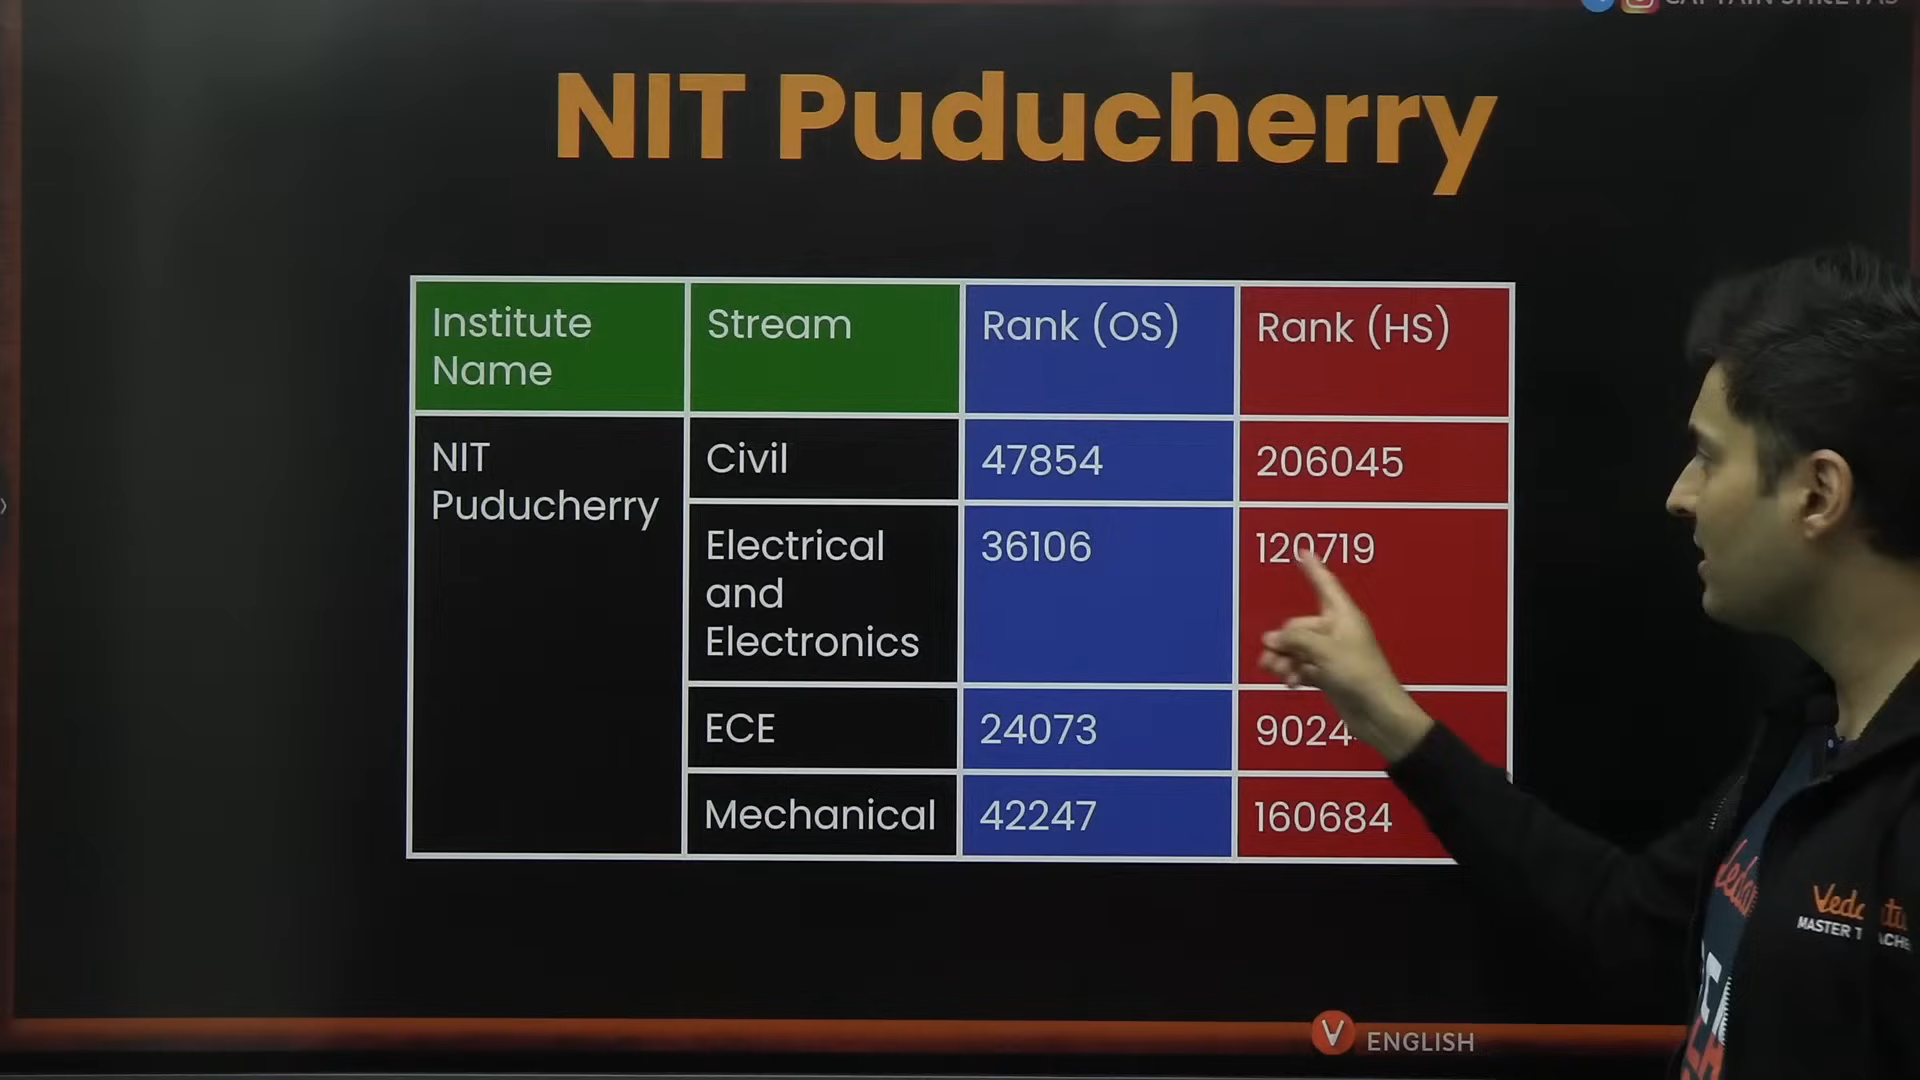 NIT Puducherry
Institute
Name
Stream
Rank (OS)
Rank (HS)
NIT
Puducherry
Civil
47854
206045
Electrical
and
Electronics
36106
120719
ECE
24073
Mechanical
42247
160684
MASTER
V ENGLISH